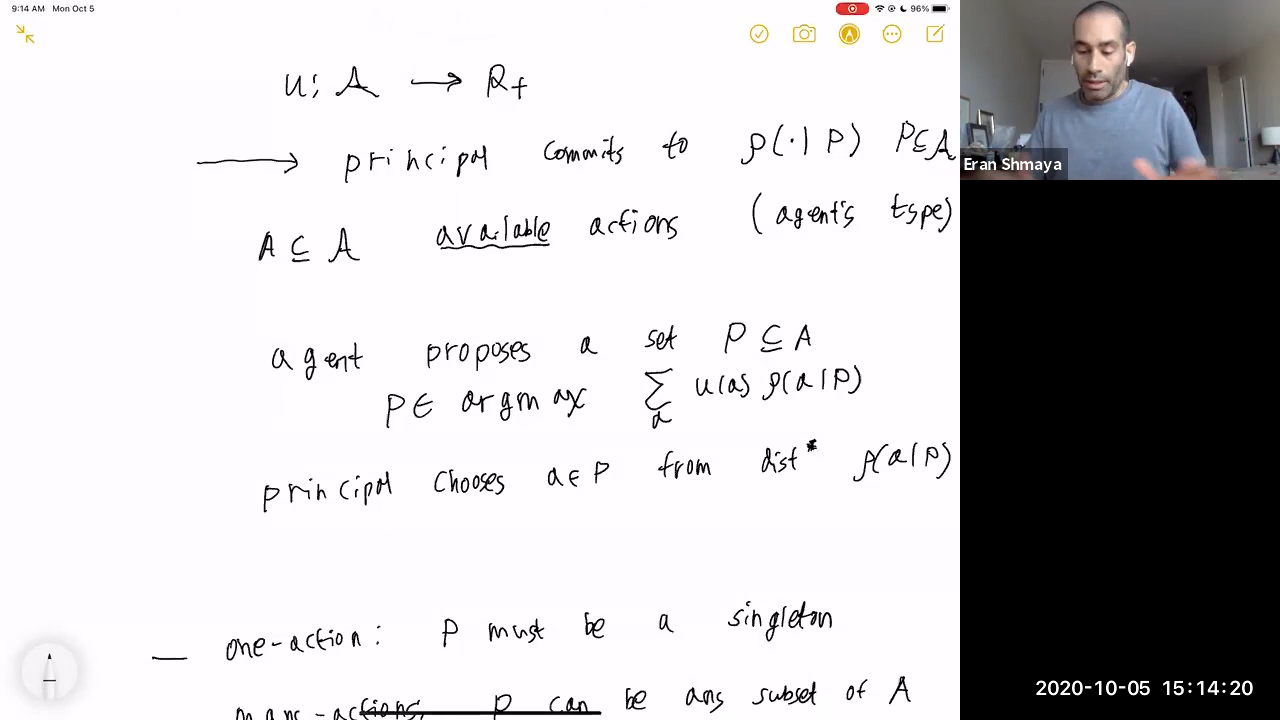 9:14 AM Mon Oct 5
96%
u: A → R+
principal commits to ρ(·|P) P⊆A
Eran Shmaya
A ⊆ A available actions (agent's type)
agent proposes a set P ⊆ A
P∈ argmax ∑ u(a) ρ(a|P)
a
principal chooses a∈P from dist* ρ(a|P)
one-action: P must be a singleton
many-actions, P can be any subset of A
2020-10-05 15:14:20